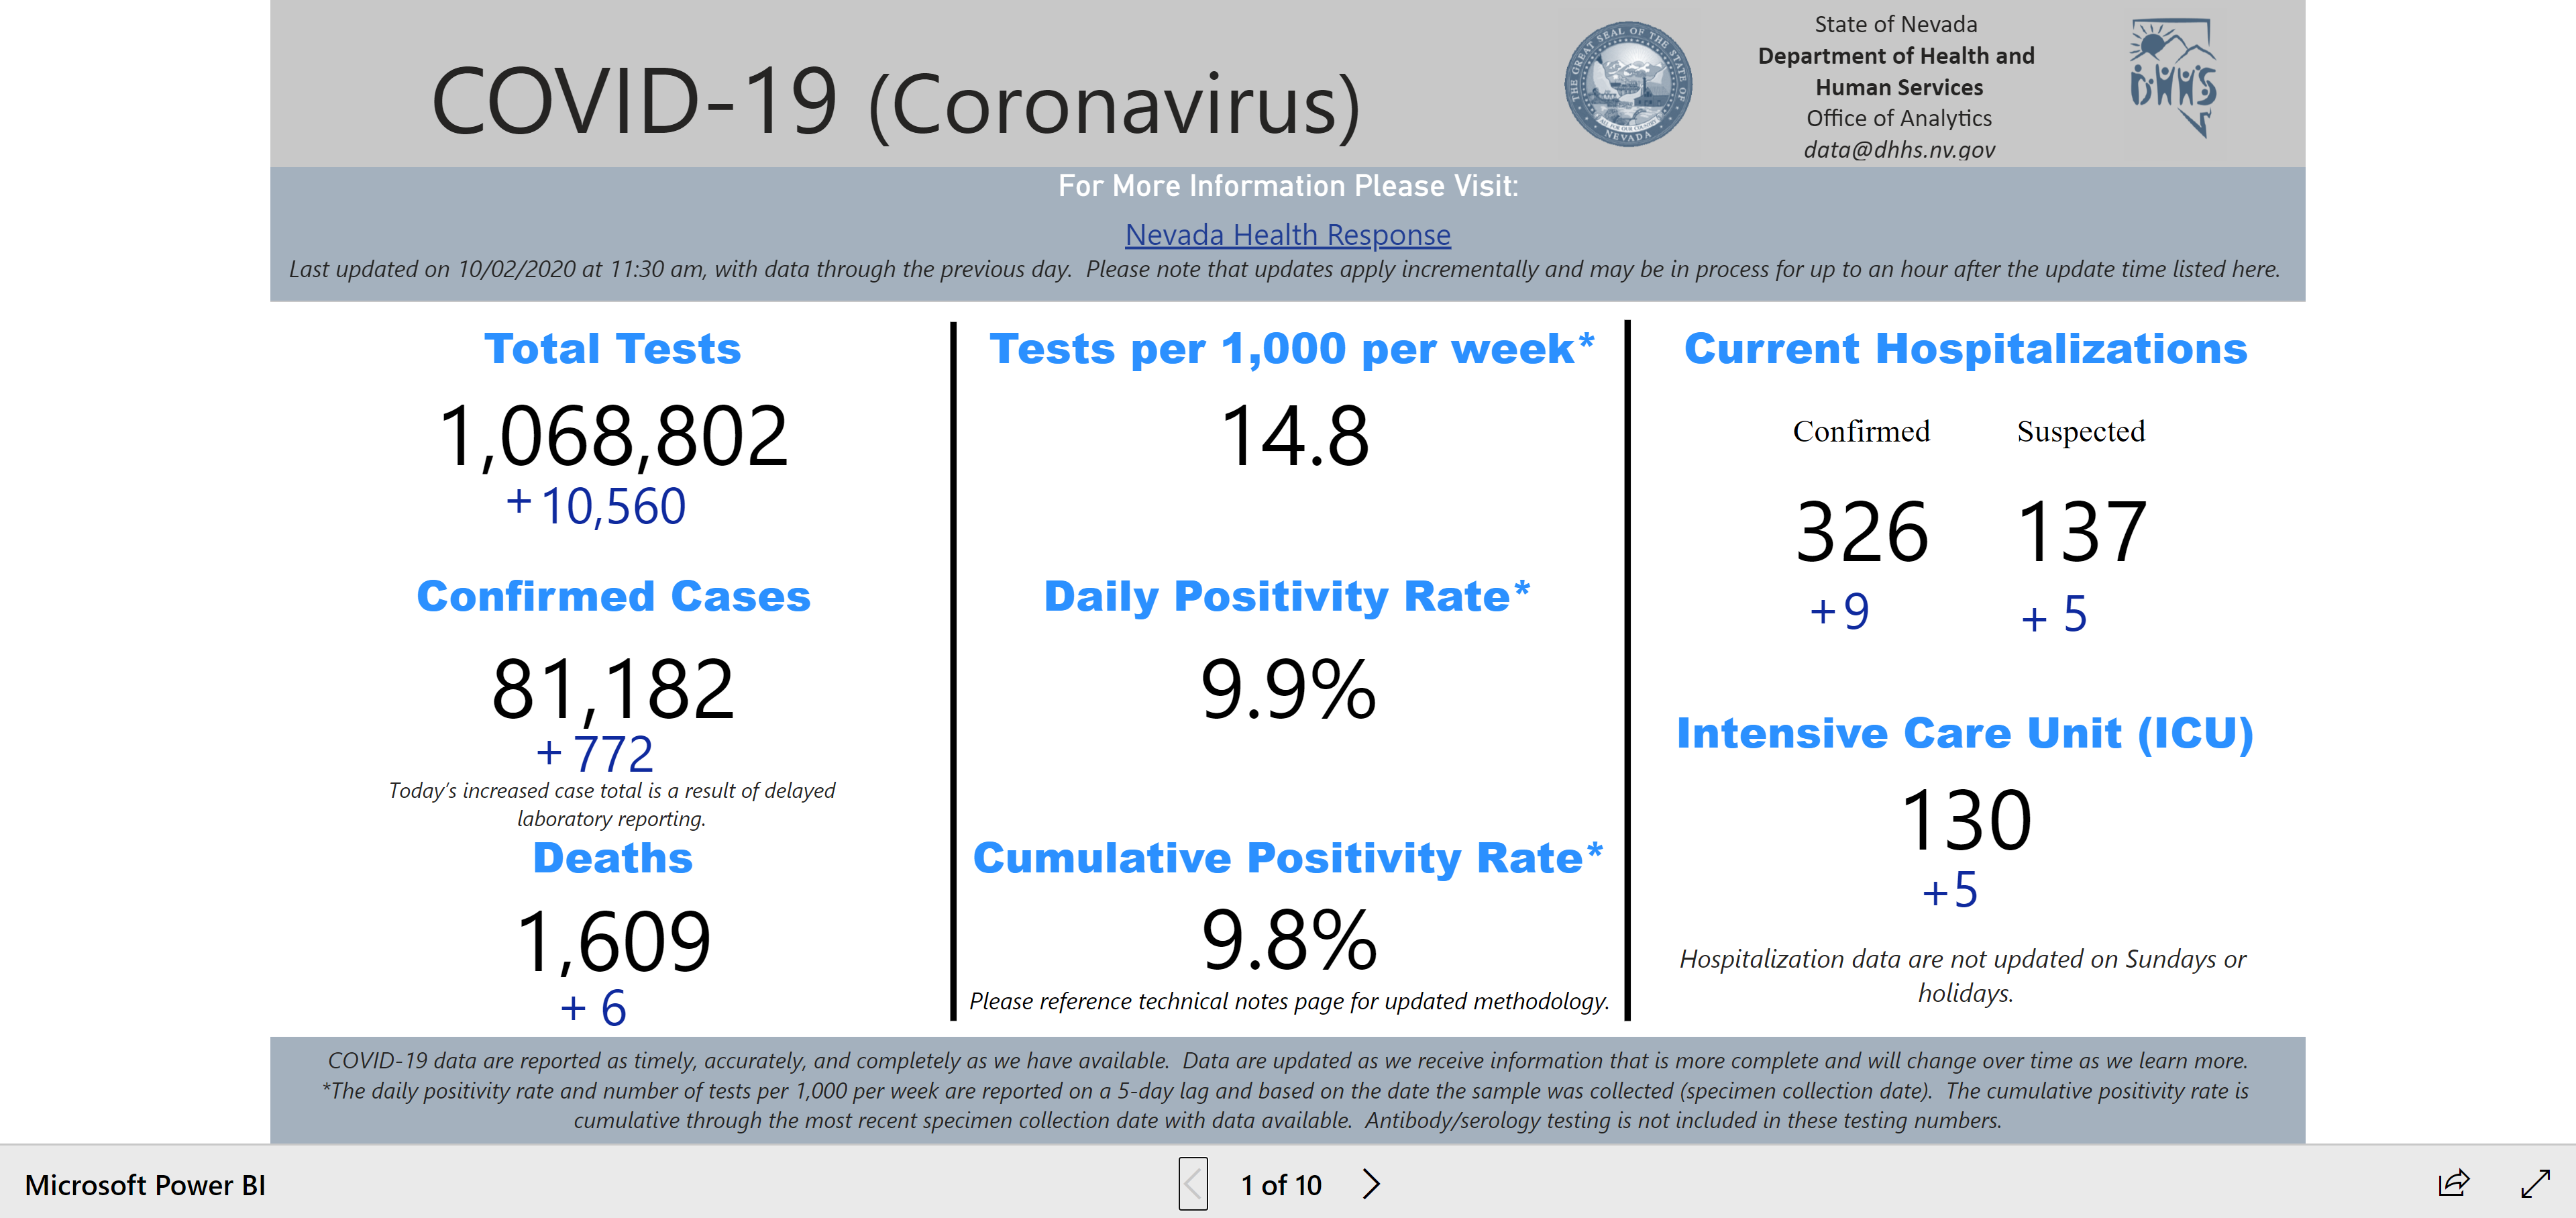 COVID-19 (Coronavirus)
THE GREAT SEAL OF THE STATE OF
NEVADA
ALL FOR OUR COUNTRY
State of Nevada
Department of Health and
Human Services
Office of Analytics
data@dhhs.nv.gov
DHHS
For More Information Please Visit:
Nevada Health Response
Last updated on 10/02/2020 at 11:30 am, with data through the previous day.  Please note that updates apply incrementally and may be in process for up to an hour after the update time listed here.
Total Tests
1,068,802
+ 10,560
Confirmed Cases
81,182
+ 772
Today's increased case total is a result of delayed
laboratory reporting.
Deaths
1,609
+ 6
Tests per 1,000 per week*
14.8
Daily Positivity Rate*
9.9%
Cumulative Positivity Rate*
9.8%
Please reference technical notes page for updated methodology.
Current Hospitalizations
Confirmed Suspected
326 137
+9 + 5
Intensive Care Unit (ICU)
130
+5
Hospitalization data are not updated on Sundays or
holidays.
COVID-19 data are reported as timely, accurately, and completely as we have available.  Data are updated as we receive information that is more complete and will change over time as we learn more.
*The daily positivity rate and number of tests per 1,000 per week are reported on a 5-day lag and based on the date the sample was collected (specimen collection date).  The cumulative positivity rate is
cumulative through the most recent specimen collection date with data available.  Antibody/serology testing is not included in these testing numbers.
Microsoft Power BI
1 of 10